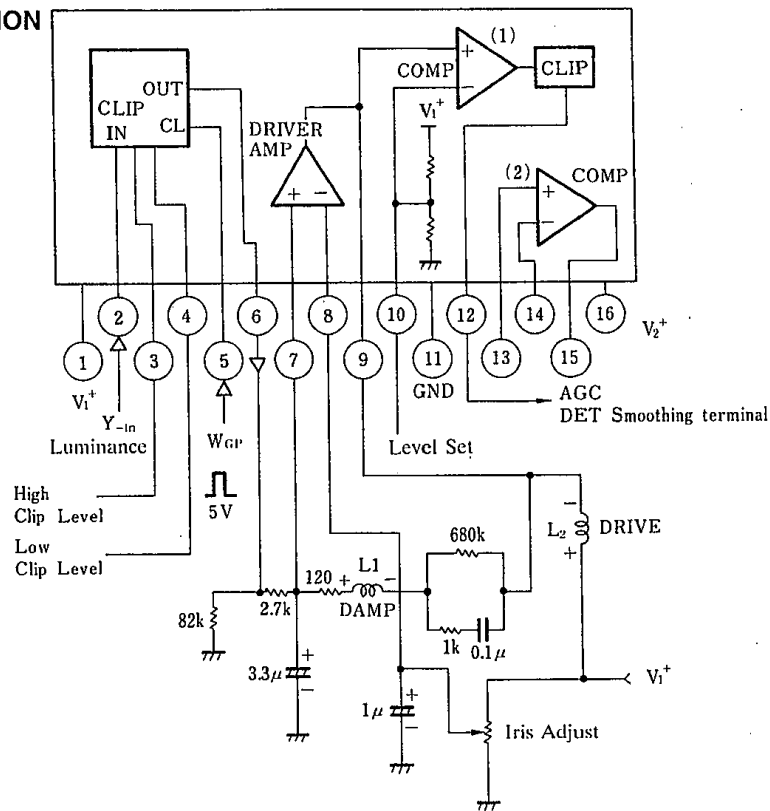 ION
(1)
OUT
COMP
+
−
CLIP
CLIP
IN
CL
V₁⁺
DRIVER
AMP
+ −
(2)
COMP
+
−
1
2
3
4
5
6
7
8
9
10
11
12
13
14
15
16
V₂⁺
V₁⁺
Y-In
Luminance
WGP
5V
GND
AGC
DET Smoothing terminal
Level Set
High
Clip Level
Low
Clip Level
680k
L₂
−
+
DRIVE
L1
120
+ −
DAMP
2.7k
82k
1k
0.1μ
3.3μ
+
−
1μ
+
−
V₁⁺
Iris Adjust